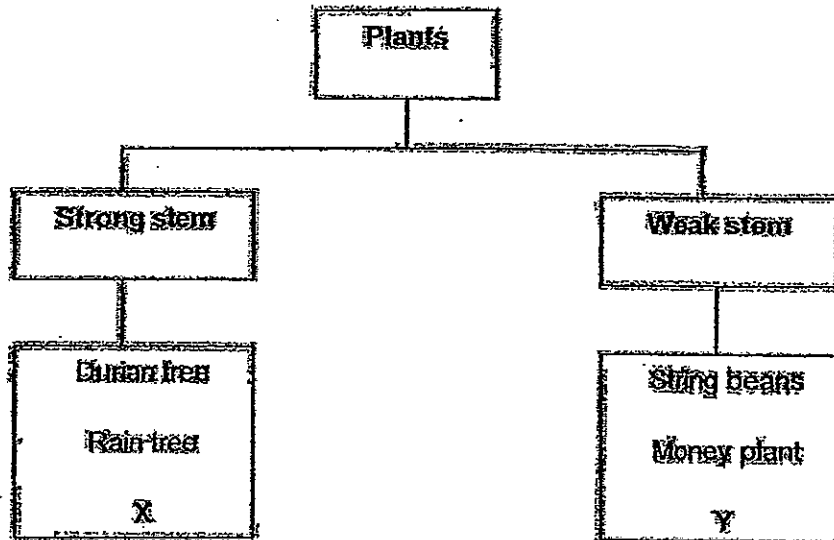 Plants
Strong stem
Weak stem
Durian tree
Rain tree
X
String beans
Money plant
Y